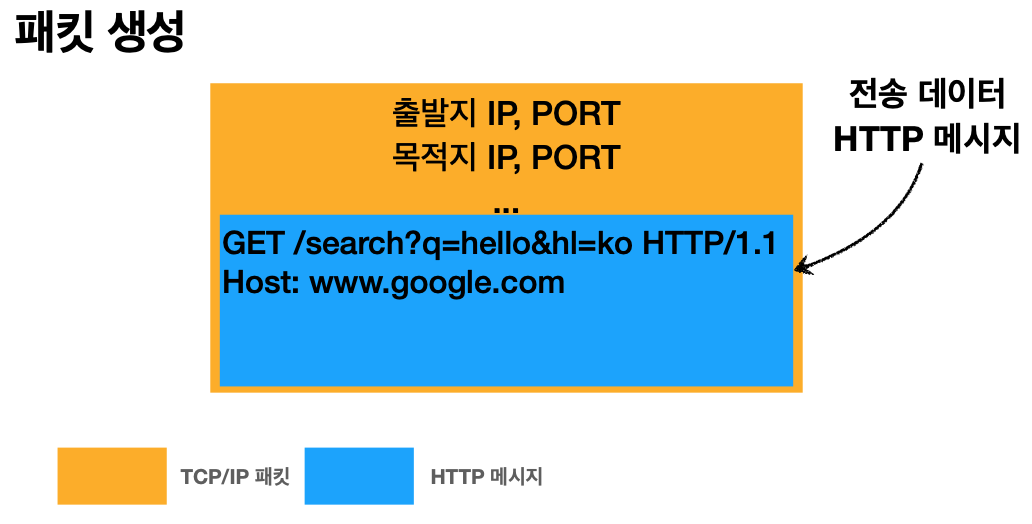 패킷 생성
출발지 IP, PORT
목적지 IP, PORT
...
GET /search?q=hello&hl=ko HTTP/1.1
Host: www.google.com
전송 데이터
HTTP 메시지
TCP/IP 패킷
HTTP 메시지